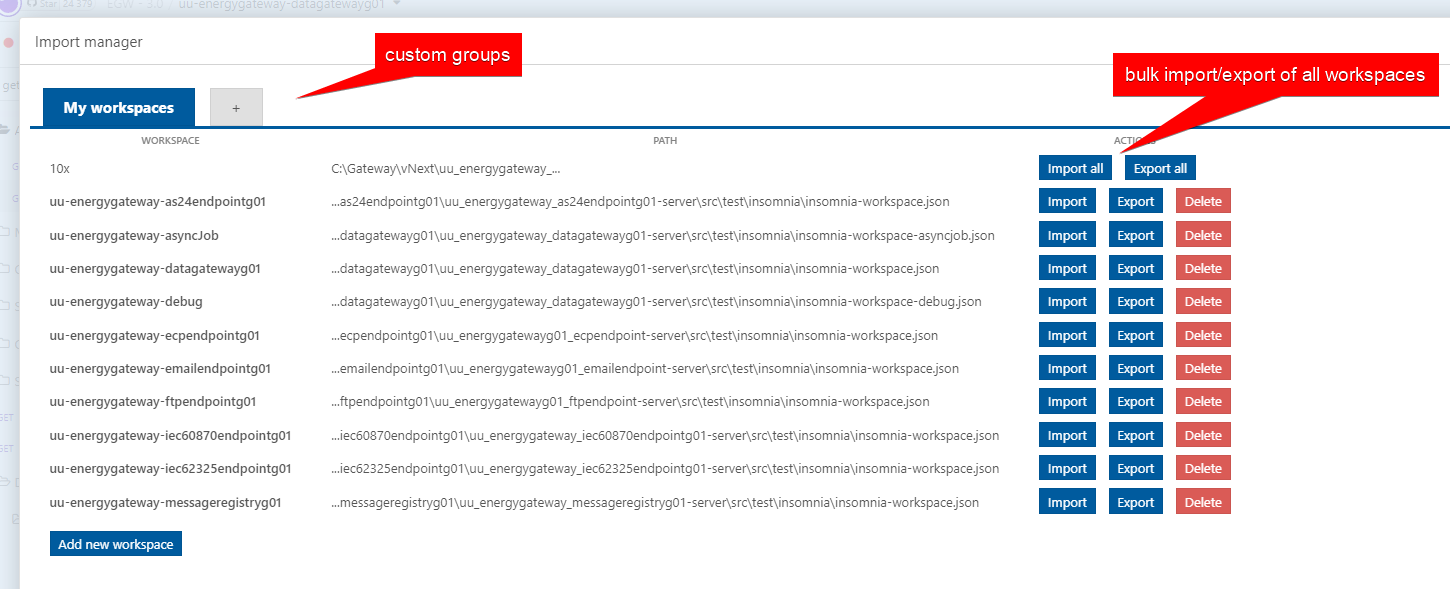 Star 24,379 EGW - 3.0 / uu-energygateway-datagatewayg01
Import manager
custom groups
bulk import/export of all workspaces
My workspaces +
WORKSPACE PATH ACTIONS
10x C:\Gateway\vNext\uu_energygateway_... Import all Export all
uu-energygateway-as24endpointg01 ...as24endpointg01\uu_energygateway_as24endpointg01-server\src\test\insomnia\insomnia-workspace.json Import Export Delete
uu-energygateway-asyncJob ...datagatewayg01\uu_energygateway_datagatewayg01-server\src\test\insomnia\insomnia-workspace-asyncjob.json Import Export Delete
uu-energygateway-datagatewayg01 ...datagatewayg01\uu_energygateway_datagatewayg01-server\src\test\insomnia\insomnia-workspace.json Import Export Delete
uu-energygateway-debug ...datagatewayg01\uu_energygateway_datagatewayg01-server\src\test\insomnia\insomnia-workspace-debug.json Import Export Delete
uu-energygateway-ecpendpointg01 ...ecpendpointg01\uu_energygatewayg01_ecpendpoint-server\src\test\insomnia\insomnia-workspace.json Import Export Delete
uu-energygateway-emailendpointg01 ...emailendpointg01\uu_energygatewayg01_emailendpoint-server\src\test\insomnia\insomnia-workspace.json Import Export Delete
uu-energygateway-ftpendpointg01 ...ftpendpointg01\uu_energygatewayg01_ftpendpoint-server\src\test\insomnia\insomnia-workspace.json Import Export Delete
uu-energygateway-iec60870endpointg01 ...iec60870endpointg01\uu_energygateway_iec60870endpointg01-server\src\test\insomnia\insomnia-workspace.json Import Export Delete
uu-energygateway-iec62325endpointg01 ...iec62325endpointg01\uu_energygateway_iec62325endpointg01-server\src\test\insomnia\insomnia-workspace.json Import Export Delete
uu-energygateway-messageregistryg01 ...messageregistryg01\uu_energygateway_messageregistryg01-server\src\test\insomnia\insomnia-workspace.json Import Export Delete
Add new workspace